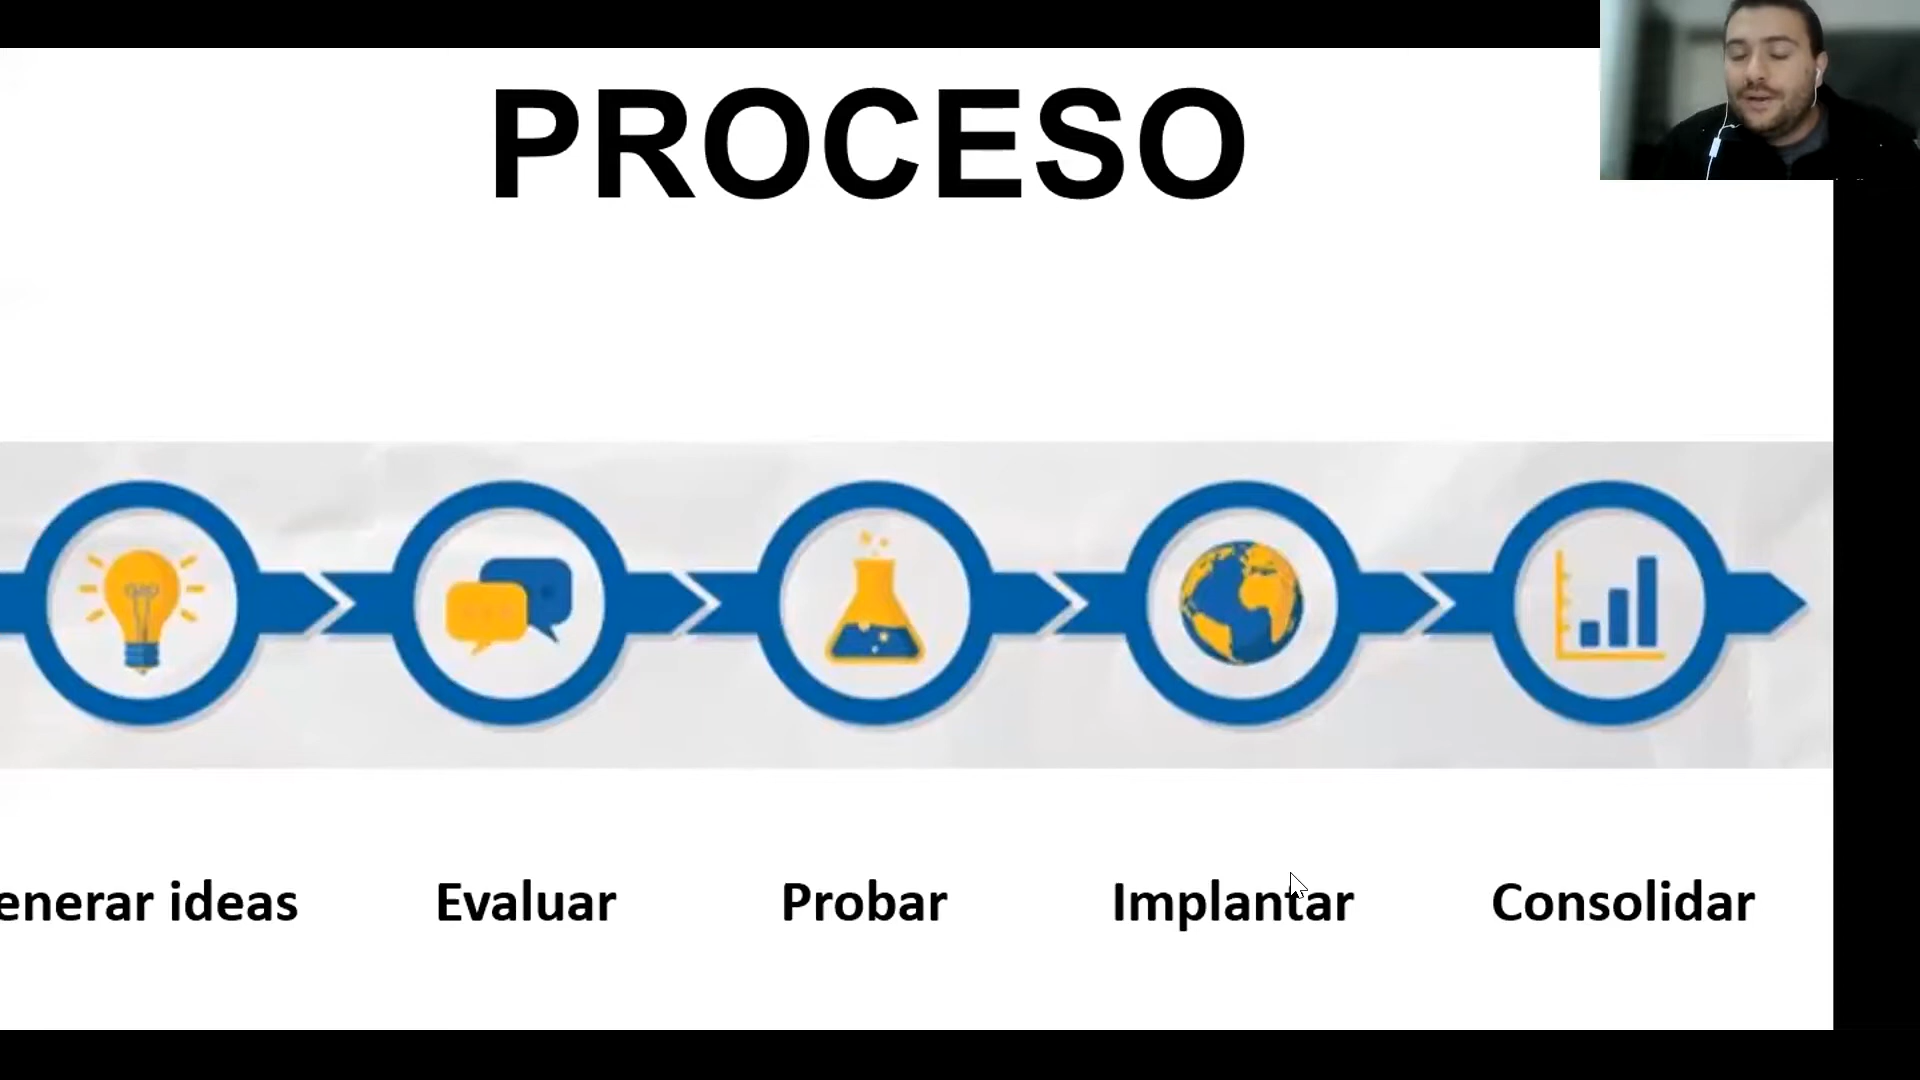 PROCESO
enerar ideas
Evaluar
Probar
Implantar
Consolidar